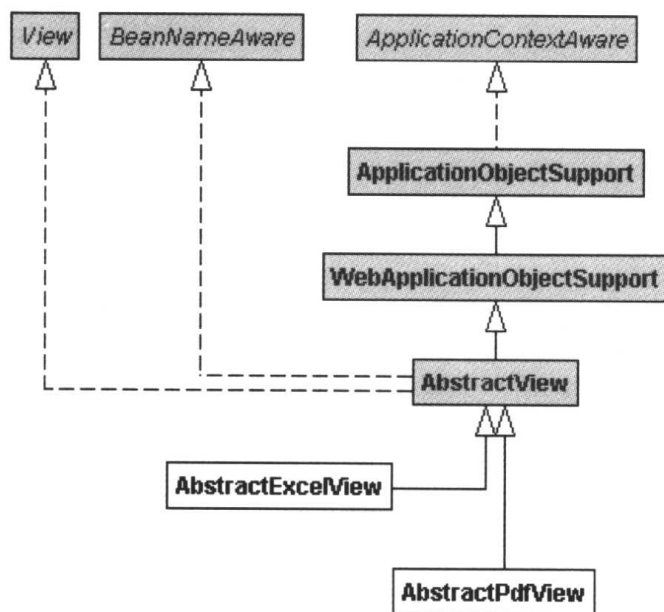 View
BeanNameAware
ApplicationContextAware
ApplicationObjectSupport
WebApplicationObjectSupport
AbstractView
AbstractExcelView
AbstractPdfView